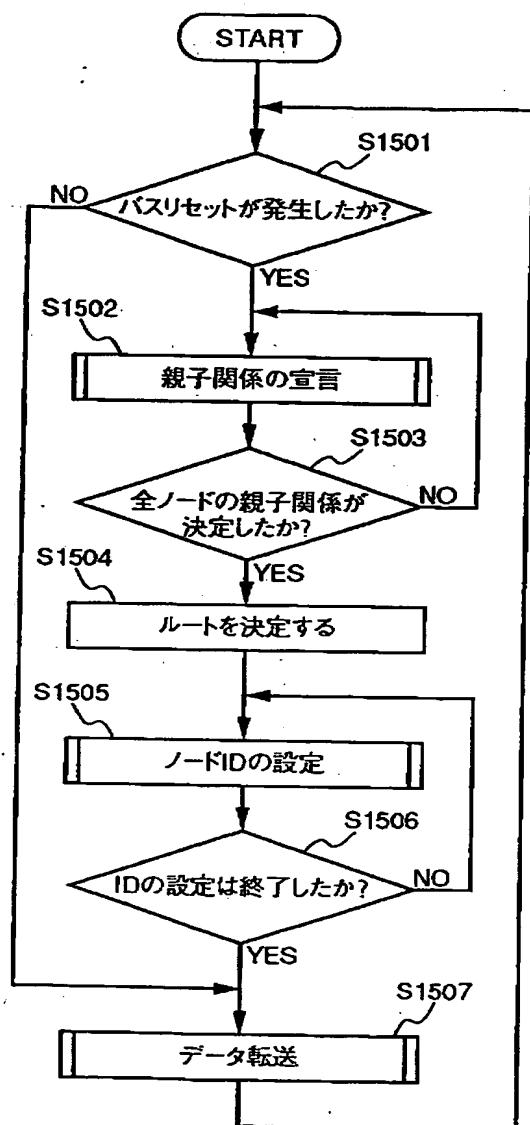 START
S1501
NO
バスリセットが発生したか?
YES
S1502
親子関係の宣言
S1503
全ノードの親子関係が
決定したか?
NO
YES
S1504
ルートを決定する
S1505
ノードIDの設定
S1506
IDの設定は終了したか?
NO
YES
S1507
データ転送